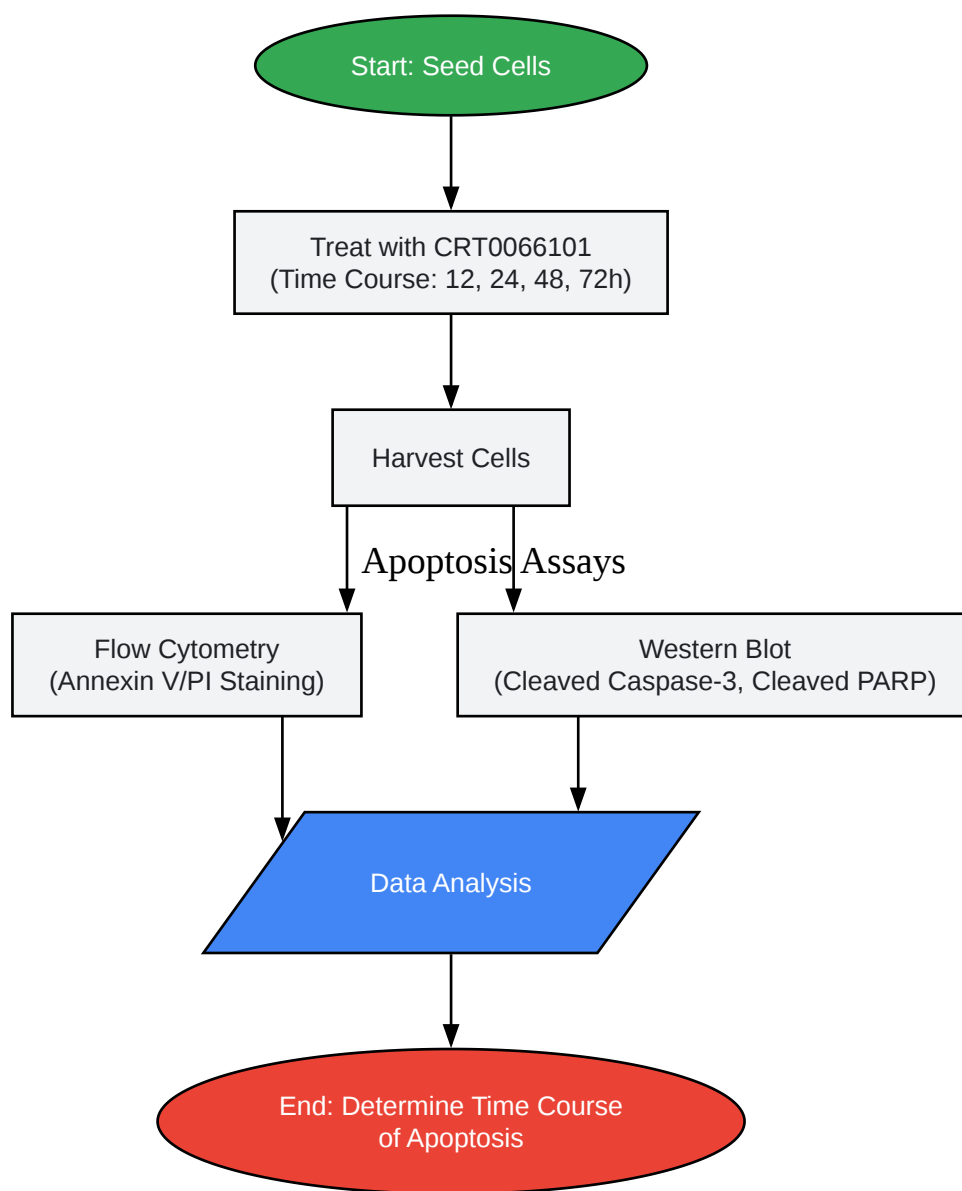 Start: Seed Cells
Treat with CRT0066101
(Time Course: 12, 24, 48, 72h)
Harvest Cells
Apoptosis Assays
Flow Cytometry
(Annexin V/PI Staining)
Western Blot
(Cleaved Caspase-3, Cleaved PARP)
Data Analysis
End: Determine Time Course
of Apoptosis